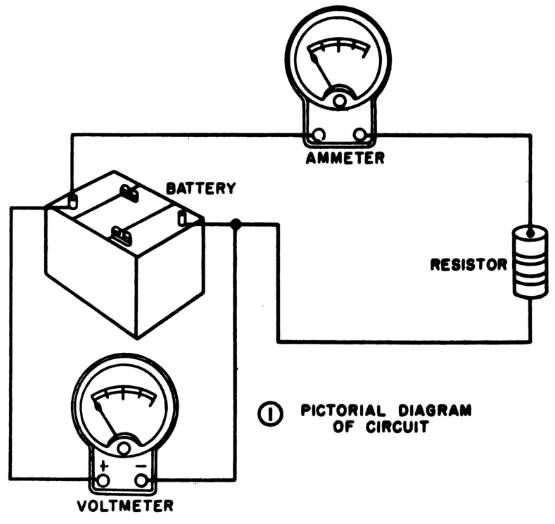 AMMETER
BATTERY
RESISTOR
① PICTORIAL DIAGRAM
OF CIRCUIT
+ −
VOLTMETER